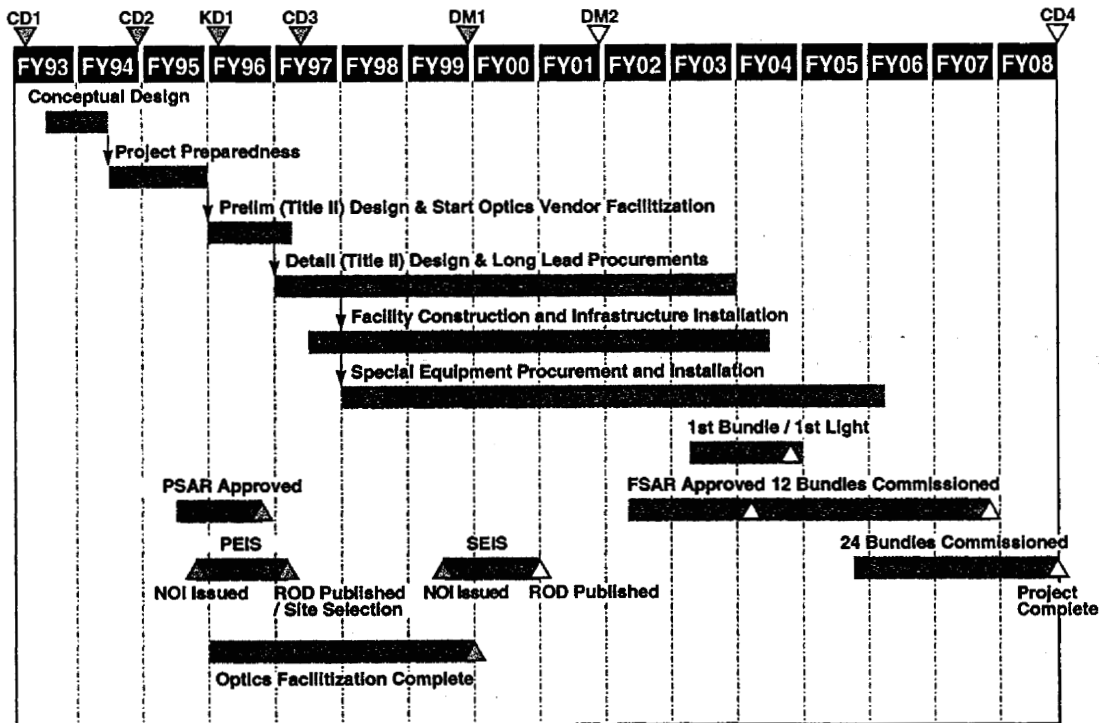 CD1 CD2 KD1 CD3 DM1 DM2 CD4
FY93 FY94 FY95 FY96 FY97 FY98 FY99 FY00 FY01 FY02 FY03 FY04 FY05 FY06 FY07 FY08
Conceptual Design
Project Preparedness
Prelim (Title II) Design & Start Optics Vendor Facilitization
Detail (Title II) Design & Long Lead Procurements
Facility Construction and Infrastructure Installation
Special Equipment Procurement and Installation
1st Bundle / 1st Light
PSAR Approved
FSAR Approved 12 Bundles Commissioned
PEIS
SEIS
24 Bundles Commissioned
NOI Issued
ROD Published
/ Site Selection
NOI Issued
ROD Published
Project
Complete
Optics Facilitization Complete